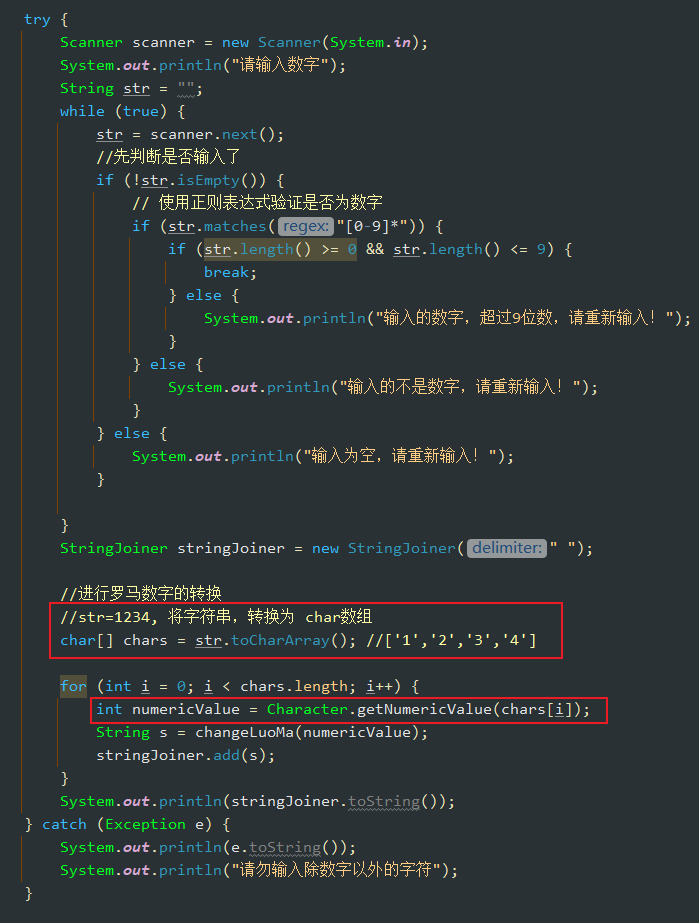 try {
Scanner scanner = new Scanner(System.in);
System.out.println("请输入数字");
String str = "";
while (true) {
str = scanner.next();
//先判断是否输入了
if (!str.isEmpty()) {
// 使用正则表达式验证是否为数字
if (str.matches( regex: "[0-9]*")) {
if (str.length() >= 0 && str.length() <= 9) {
break;
} else {
System.out.println("输入的数字，超过9位数，请重新输入！");
}
} else {
System.out.println("输入的不是数字，请重新输入！");
}
} else {
System.out.println("输入为空，请重新输入！");
}
}
StringJoiner stringJoiner = new StringJoiner( delimiter: " ");
//进行罗马数字的转换
//str=1234, 将字符串，转换为 char数组
char[] chars = str.toCharArray(); //['1','2','3','4']
for (int i = 0; i < chars.length; i++) {
int numericValue = Character.getNumericValue(chars[i]);
String s = changeLuoMa(numericValue);
stringJoiner.add(s);
}
System.out.println(stringJoiner.toString());
} catch (Exception e) {
System.out.println(e.toString());
System.out.println("请勿输入除数字以外的字符");
}